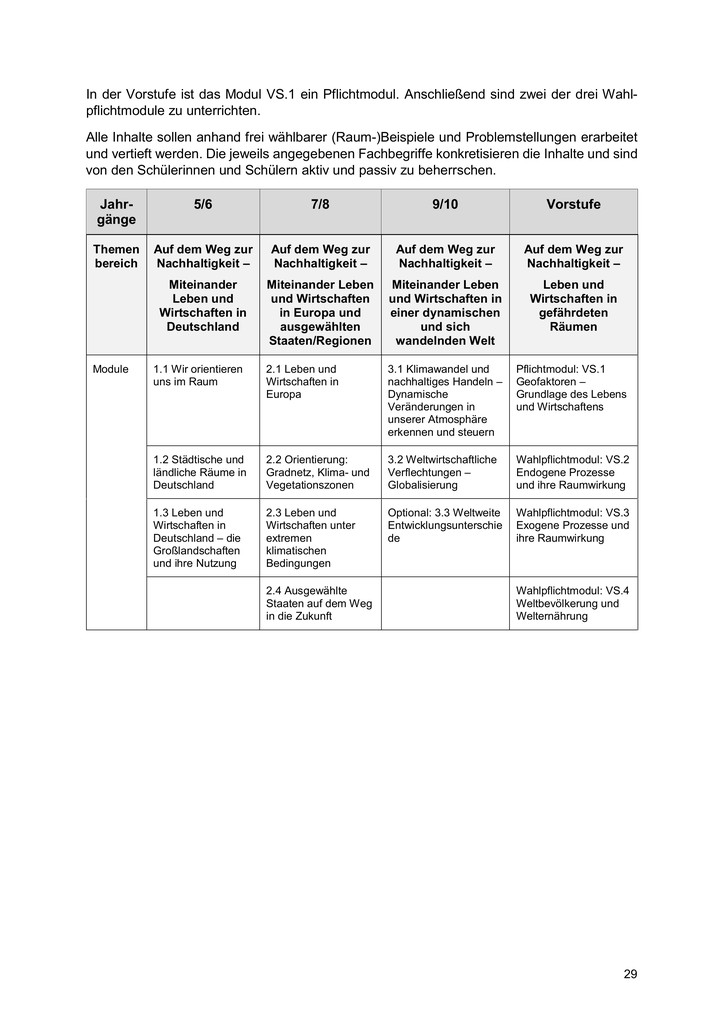 In der Vorstufe ist das Modul VS.1 ein Pflichtmodul. Anschließend sind zwei der drei Wahl-
pflichtmodule zu unterrichten.
Alle Inhalte sollen anhand frei wählbarer (Raum-)Beispiele und Problemstellungen erarbeitet
und vertieft werden. Die jeweils angegebenen Fachbegriffe konkretisieren die Inhalte und sind
von den Schülerinnen und Schülern aktiv und passiv zu beherrschen.
Jahr-
gänge
5/6
7/8
9/10
Vorstufe
Themen
bereich
Auf dem Weg zur
Nachhaltigkeit –
Miteinander
Leben und
Wirtschaften in
Deutschland
Auf dem Weg zur
Nachhaltigkeit –
Miteinander Leben
und Wirtschaften
in Europa und
ausgewählten
Staaten/Regionen
Auf dem Weg zur
Nachhaltigkeit –
Miteinander Leben
und Wirtschaften in
einer dynamischen
und sich
wandelnden Welt
Auf dem Weg zur
Nachhaltigkeit –
Leben und
Wirtschaften in
gefährdeten
Räumen
Module
1.1 Wir orientieren
uns im Raum
2.1 Leben und
Wirtschaften in
Europa
3.1 Klimawandel und
nachhaltiges Handeln –
Dynamische
Veränderungen in
unserer Atmosphäre
erkennen und steuern
Pflichtmodul: VS.1
Geofaktoren –
Grundlage des Lebens
und Wirtschaftens
1.2 Städtische und
ländliche Räume in
Deutschland
2.2 Orientierung:
Gradnetz, Klima- und
Vegetationszonen
3.2 Weltwirtschaftliche
Verflechtungen –
Globalisierung
Wahlpflichtmodul: VS.2
Endogene Prozesse
und ihre Raumwirkung
1.3 Leben und
Wirtschaften in
Deutschland – die
Großlandschaften
und ihre Nutzung
2.3 Leben und
Wirtschaften unter
extremen
klimatischen
Bedingungen
Optional: 3.3 Weltweite
Entwicklungsunterschie
de
Wahlpflichtmodul: VS.3
Exogene Prozesse und
ihre Raumwirkung
2.4 Ausgewählte
Staaten auf dem Weg
in die Zukunft
Wahlpflichtmodul: VS.4
Weltbevölkerung und
Welternährung
29